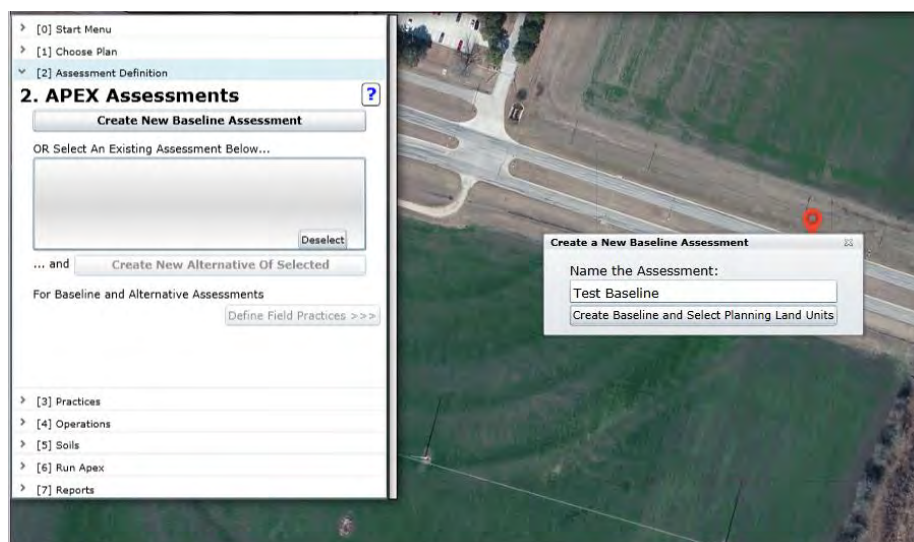 [0] Start Menu
[1] Choose Plan
[2] Assessment Definition
2. APEX Assessments
?
Create New Baseline Assessment
OR Select An Existing Assessment Below...
Deselect
... and
Create New Alternative Of Selected
For Baseline and Alternative Assessments
Define Field Practices >>>
[3] Practices
[4] Operations
[5] Soils
[6] Run Apex
[7] Reports
Create a New Baseline Assessment
Name the Assessment:
Test Baseline
Create Baseline and Select Planning Land Units